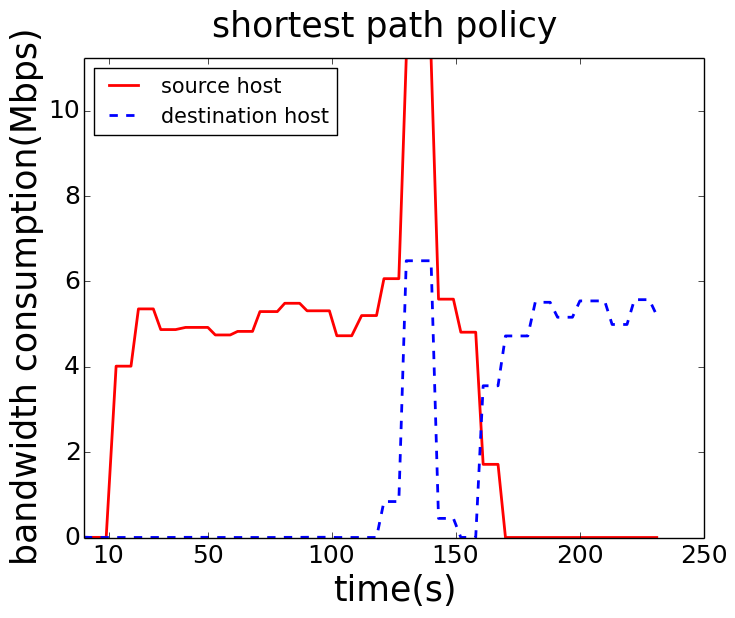 shortest path policy
source host
destination host
bandwidth consumption(Mbps)
10
8
6
4
2
0
10 50 100 150 200 250
time(s)